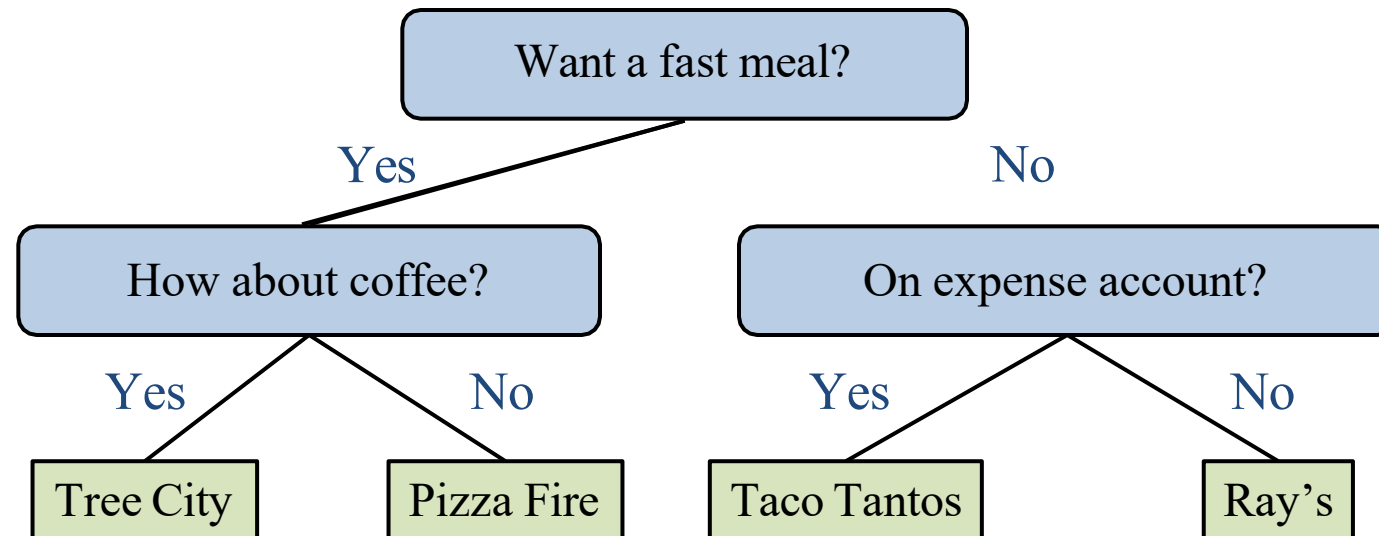 Want a fast meal?
Yes
No
How about coffee?
On expense account?
Yes
No
Yes
No
Tree City
Pizza Fire
Taco Tantos
Ray’s